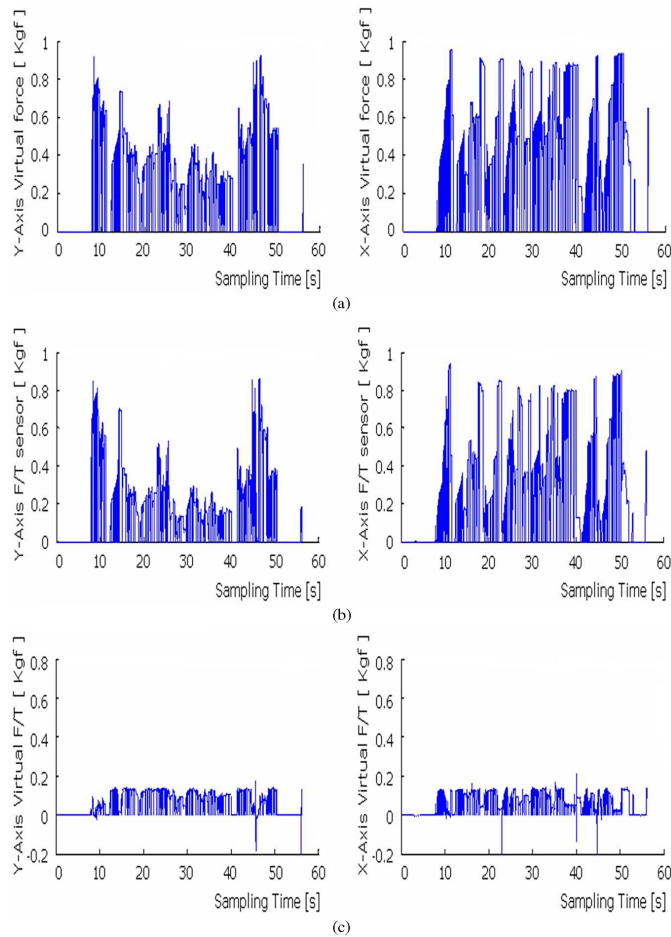 Y-Axis Virtual force [ Kgf ]
1
0.8
0.6
0.4
0.2
0
0 10 20 30 40 50 60
Sampling Time [s]
X-Axis Virtual force [ Kgf ]
1
0.8
0.6
0.4
0.2
0
0 10 20 30 40 50 60
Sampling Time [s]
(a)
Y-Axis F/T sensor [ Kgf ]
1
0.8
0.6
0.4
0.2
0
0 10 20 30 40 50 60
Sampling Time [s]
X-Axis F/T sensor [ Kgf ]
1
0.8
0.6
0.4
0.2
0
0 10 20 30 40 50 60
Sampling Time [s]
(b)
Y-Axis Virtual F/T [ Kgf ]
0.8
0.6
0.4
0.2
0
-0.2
0 10 20 30 40 50 60
Sampling Time [s]
X-Axis Virtual F/T [ Kgf ]
0.8
0.6
0.4
0.2
0
-0.2
0 10 20 30 40 50 60
Sampling Time [s]
(c)